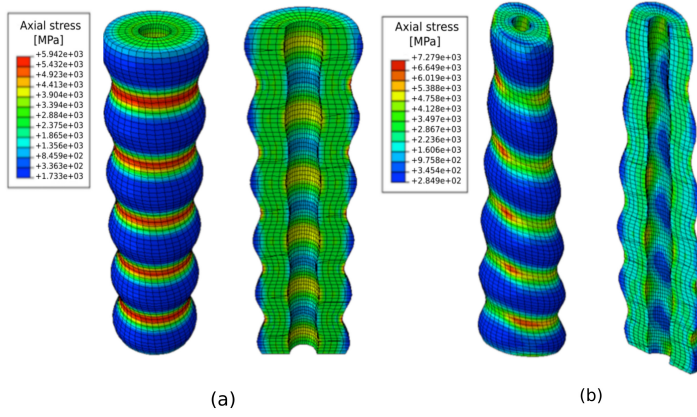 Axial stress
[MPa]
+5.942e+03
+5.432e+03
+4.923e+03
+4.413e+03
+3.904e+03
+3.394e+03
+2.884e+03
+2.375e+03
+1.865e+03
+1.356e+03
+8.459e+02
+3.363e+02
+1.733e+03
(a)
Axial stress
[MPa]
+7.279e+03
+6.649e+03
+6.019e+03
+5.388e+03
+4.758e+03
+4.128e+03
+3.497e+03
+2.867e+03
+2.236e+03
+1.606e+03
+9.758e+02
+3.454e+02
+2.849e+02
(b)